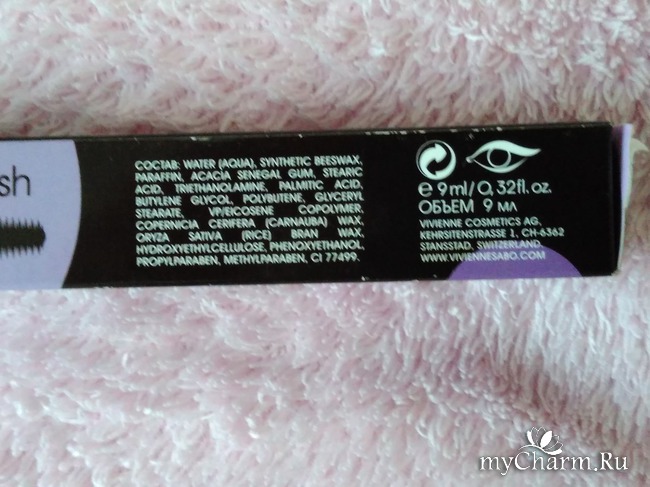 sh
СОСТАВ: WATER (AQUA), SYNTHETIC BEESWAX,
PARAFFIN, ACACIA SENEGAL GUM, STEARIC
ACID, TRIETHANOLAMINE, PALMITIC ACID,
BUTYLENE GLYCOL, POLYBUTENE, GLYCERYL
STEARATE, VP/EICOSENE COPOLYMER,
COPERNICIA CERIFERA (CARNAUBA) WAX,
ORYZA SATIVA (RICE) BRAN WAX,
HYDROXYETHYLCELLULOSE, PHENOXYETHANOL,
PROPYLPARABEN, METHYLPARABEN, CI 77499.
e 9 ml/0,32fl.oz.
ОБЪЕМ 9 МЛ
VIVIENNE COSMETICS AG,
KEHRSITENSTRASSE 1, CH-6362
STANSSTAD, SWITZERLAND
WWW.VIVIENNESABO.COM
myCharm.Ru